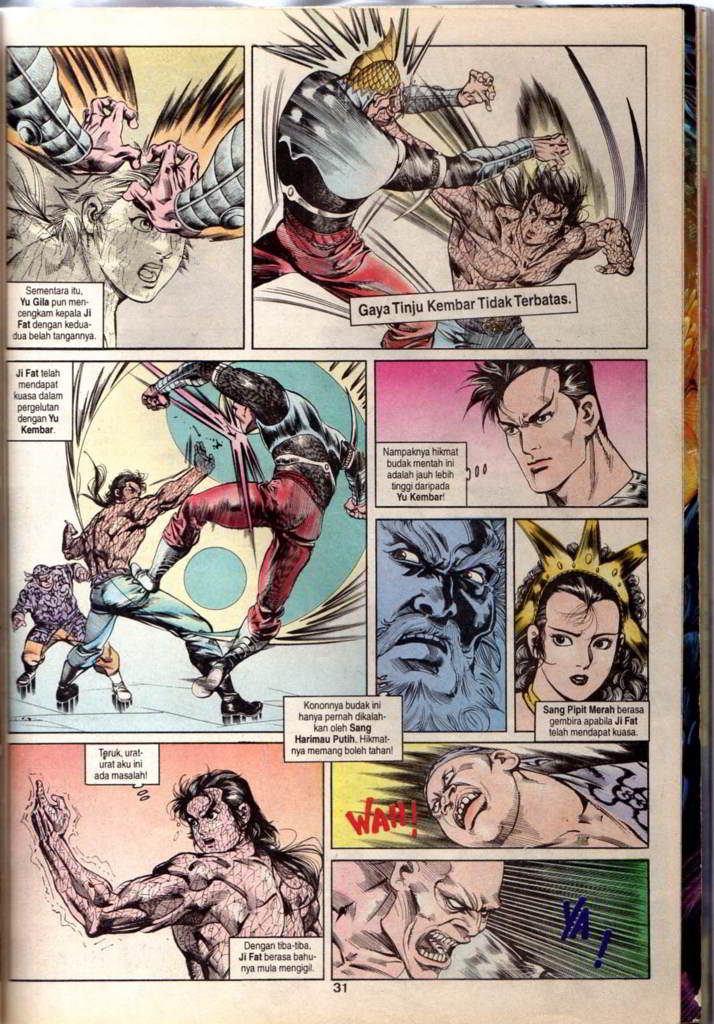 Sementara itu,
Yu Gila pun men-
cengkam kepala Ji
Fat dengan kedua-
dua belah tangannya.
Gaya Tinju Kembar Tidak Terbatas.
Ji Fat telah
mendapat
kuasa dalam
pergelutan
dengan Yu
Kembar.
Nampaknya hikmat
budak mentah ini
adalah jauh lebih
tinggi daripada
Yu Kembar!
Sang Pipit Merah berasa
gembira apabila Ji Fat
telah mendapat kuasa.
Kononnya budak ini
hanya pernah dikalah-
kan oleh Sang
Harimau Putih. Hikmat-
nya memang boleh tahan!
Teruk, urat-
urat aku ini
ada masalah!
WAH!
Dengan tiba-tiba,
Ji Fat berasa bahu-
nya mula mengigil.
YA!
31